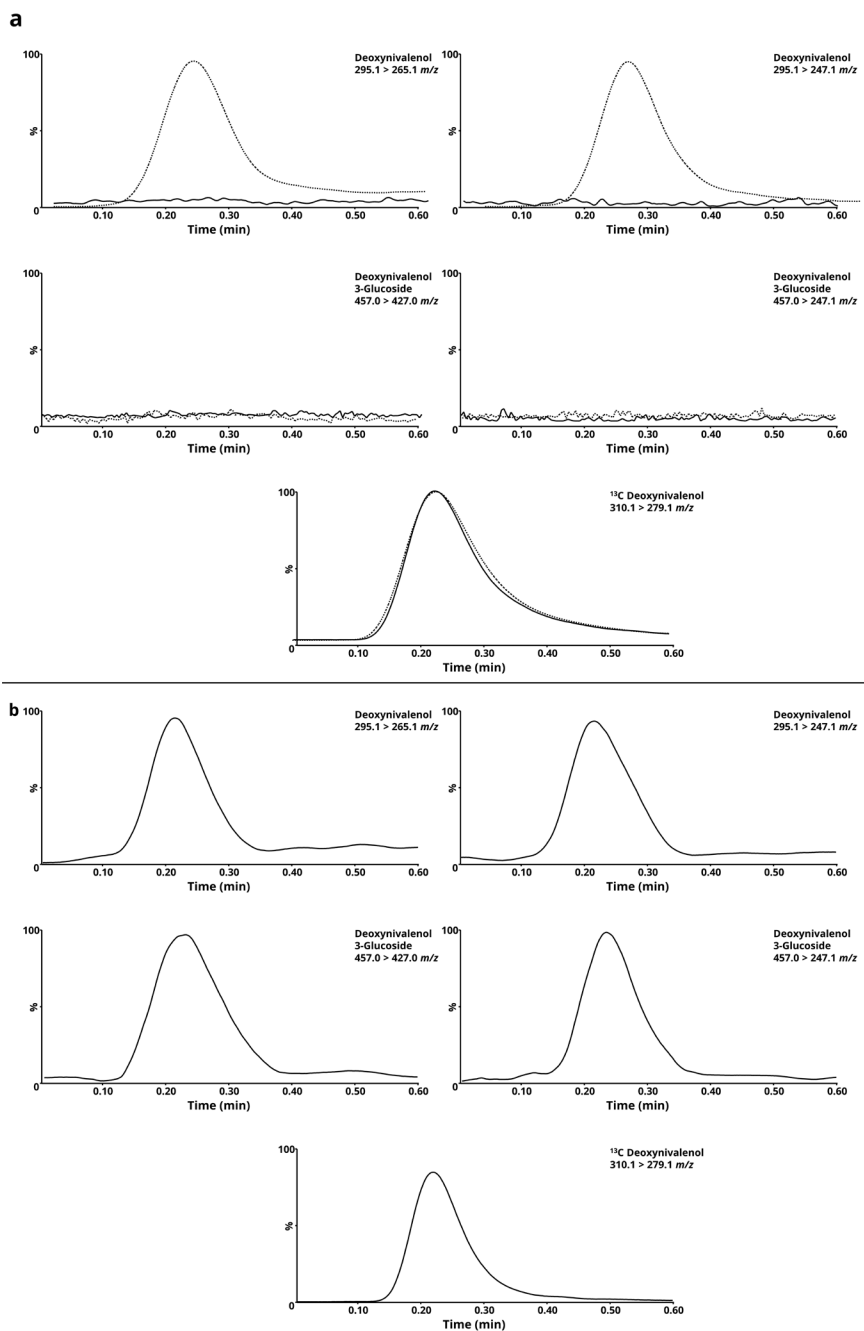 a
100
%
0
0.10 0.20 0.30 0.40 0.50 0.60
Time (min)
Deoxynivalenol
295.1 > 265.1 m/z
100
%
0
0.10 0.20 0.30 0.40 0.50 0.60
Time (min)
Deoxynivalenol
295.1 > 247.1 m/z
100
%
0
0.10 0.20 0.30 0.40 0.50 0.60
Time (min)
Deoxynivalenol
3-Glucoside
457.0 > 427.0 m/z
100
%
0
0.10 0.20 0.30 0.40 0.50 0.60
Time (min)
Deoxynivalenol
3-Glucoside
457.0 > 247.1 m/z
100
%
0
0.10 0.20 0.30 0.40 0.50 0.60
Time (min)
¹³C Deoxynivalenol
310.1 > 279.1 m/z
b
100
%
0
0.10 0.20 0.30 0.40 0.50 0.60
Time (min)
Deoxynivalenol
295.1 > 265.1 m/z
100
%
0
0.10 0.20 0.30 0.40 0.50 0.60
Time (min)
Deoxynivalenol
295.1 > 247.1 m/z
100
%
0
0.10 0.20 0.30 0.40 0.50 0.60
Time (min)
Deoxynivalenol
3-Glucoside
457.0 > 427.0 m/z
100
%
0
0.10 0.20 0.30 0.40 0.50 0.60
Time (min)
Deoxynivalenol
3-Glucoside
457.0 > 247.1 m/z
100
%
0
0.10 0.20 0.30 0.40 0.50 0.60
Time (min)
¹³C Deoxynivalenol
310.1 > 279.1 m/z